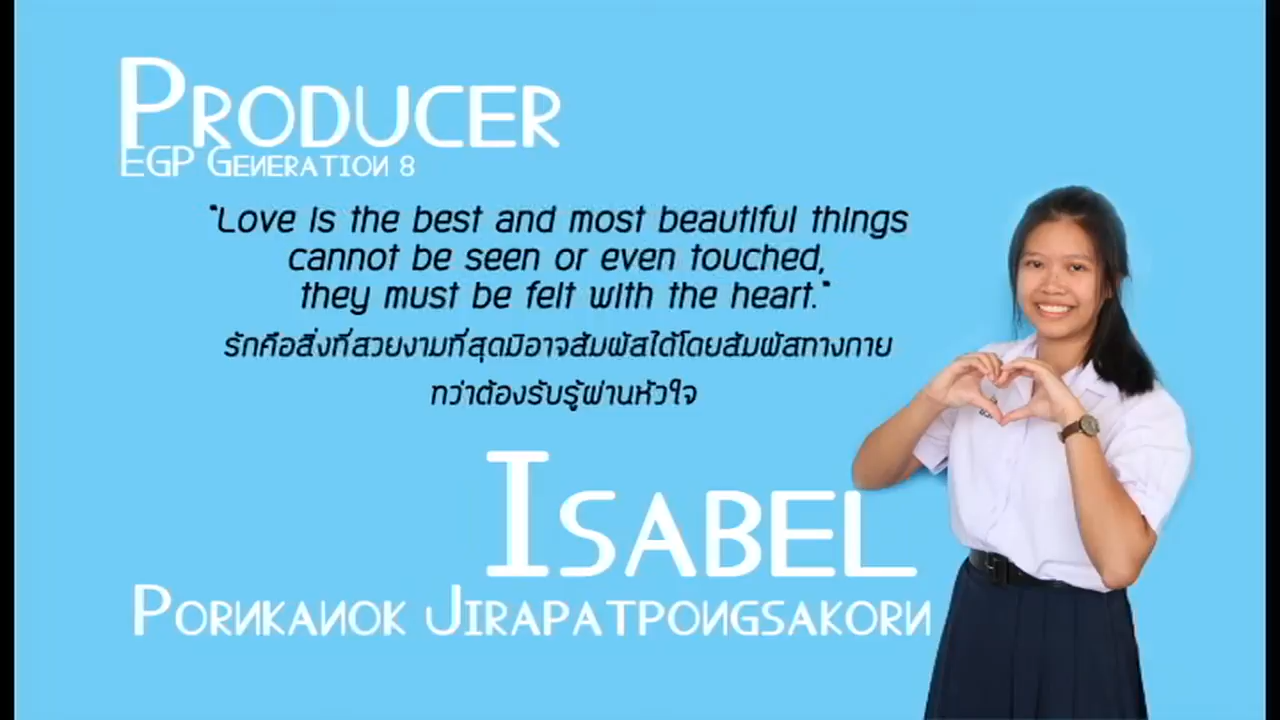 PRODUCER
EGP GENERATION 8
"Love is the best and most beautiful things
cannot be seen or even touched,
they must be felt with the heart."
รักคือสิ่งที่สวยงามที่สุดมิอาจสัมผัสได้โดยสัมผัสทางกาย
ทว่าต้องรับรู้ผ่านหัวใจ
ISABEL
PORNKANOK JIRAPATPONGSAKORN